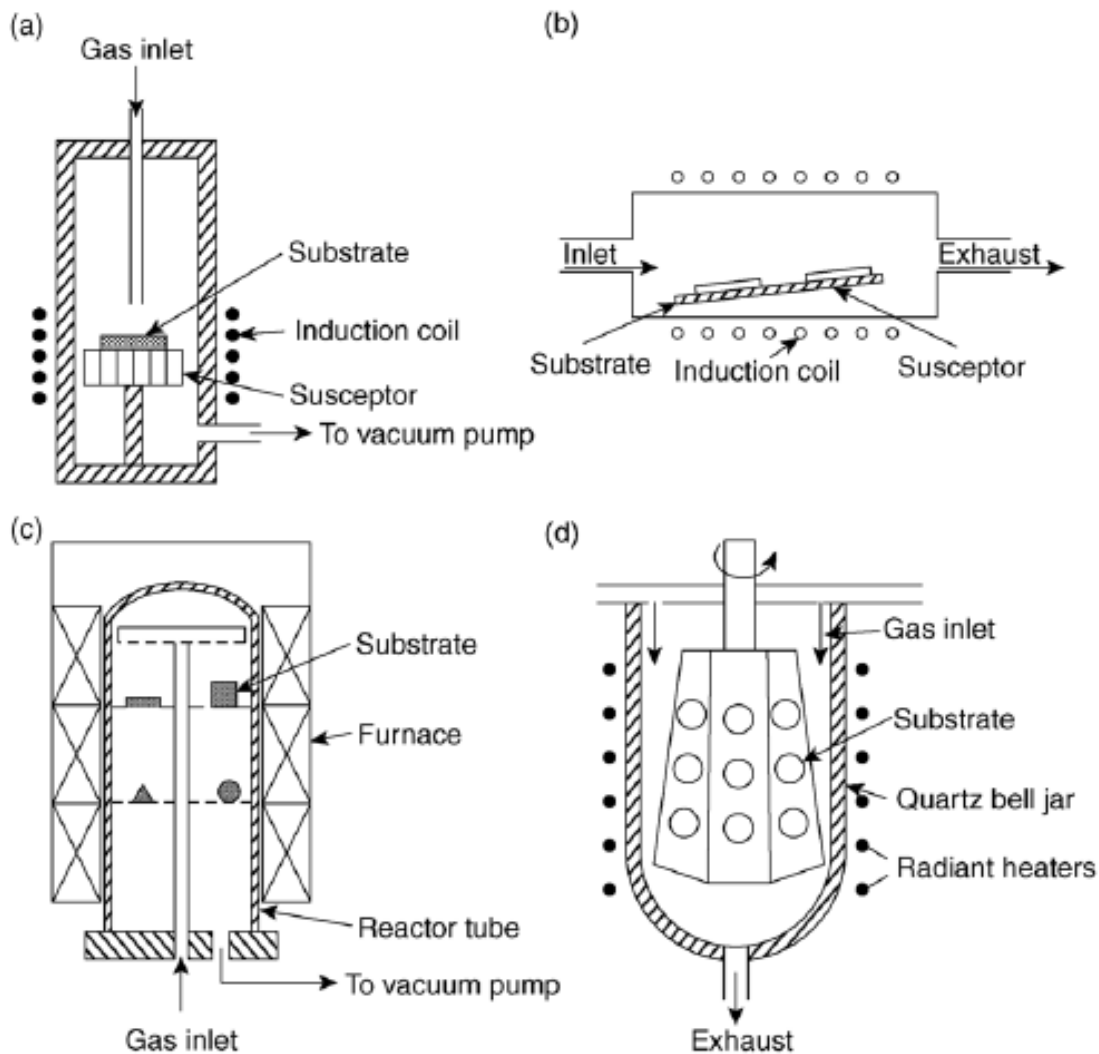 (a)
Gas inlet
Substrate
Induction coil
Susceptor
To vacuum pump
(b)
Inlet
Exhaust
Substrate
Induction coil
Susceptor
(c)
Substrate
Furnace
Reactor tube
To vacuum pump
Gas inlet
(d)
Gas inlet
Substrate
Quartz bell jar
Radiant heaters
Exhaust